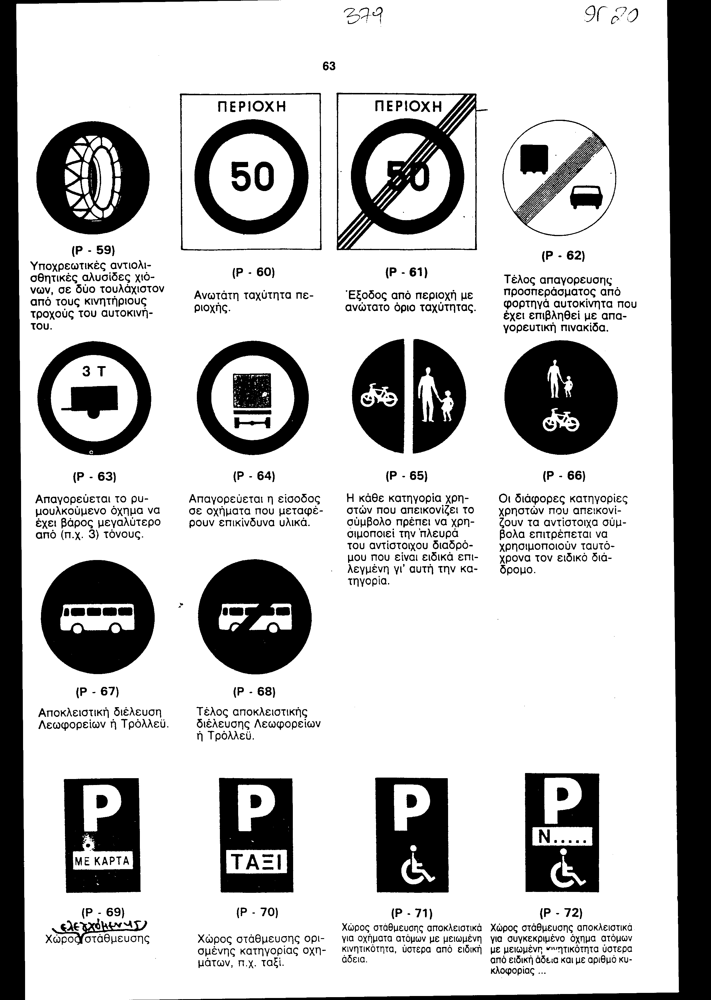 379
63
ΠΕΡΙΟΧΗ
50
ΠΕΡΙΟΧΗ
50
(Ρ - 59)
Υποχρεωτικές αντιολι-
σθητικές αλυσίδες χιό-
νων, σε δύο τουλάχιστον
από τους κινητήριους
τροχούς του αυτοκινή-
του.
(Ρ - 60)
Ανωτάτη ταχύτητα πε-
ριοχής.
(Ρ - 61)
Έξοδος από περιοχή με
ανώτατο όριο ταχύτητας.
(Ρ - 62)
Τέλος απαγορευσης
προσπεράσματος από
φορτηγά αυτοκίνητα που
έχει επιβληθεί με απα-
γορευτική πινακίδα.
3 Τ
(Ρ - 63)
Απαγορεύεται το ρυ-
μουλκούμενο όχημα να
έχει βάρος μεγαλύτερο
από (π.χ. 3) τόνους.
(Ρ - 64)
Απαγορεύεται η είσοδος
σε οχήματα που μεταφέ-
ρουν επικίνδυνα υλικά.
(Ρ - 65)
Η κάθε κατηγορία χρη-
στών που απεικονίζει το
σύμβολο πρέπει να χρη-
σιμοποιεί την πλευρά
του αντίστοιχου διαδρό-
μου που είναι ειδικά επι-
λεγμένη γι' αυτή την κα-
τηγορία.
(Ρ - 66)
Οι διάφορες κατηγορίες
χρηστών που απεικονί-
ζουν τα αντίστοιχα σύμ-
βολα επιτρέπεται να
χρησιμοποιούν ταυτό-
χρονα τον ειδικό διά-
δρομο.
(Ρ - 67)
Αποκλειστική διέλευση
Λεωφορείων ή Τρόλλεϋ.
(Ρ - 68)
Τέλος αποκλειστικής
διέλευσης Λεωφορείων
ή Τρόλλεϋ.
P
ΜΕ ΚΑΡΤΑ
P
ΤΑΞΙ
P
P
Ν.....
(Ρ - 69)
ελεγχόμενης
Χώρος στάθμευσης
(Ρ - 70)
Χώρος στάθμευσης ορι-
σμένης κατηγορίας οχη-
μάτων, π.χ. ταξί.
(Ρ - 71)
Χώρος στάθμευσης αποκλειστικά
για οχήματα ατόμων με μειωμένη
κινητικότητα, ύστερα από ειδική
άδεια.
(Ρ - 72)
Χώρος στάθμευσης αποκλειστικά
για συγκεκριμένο όχημα ατόμων
με μειωμένη κινητικότητα ύστερα
από ειδική άδεια και με αριθμό κυ-
κλοφορίας ...